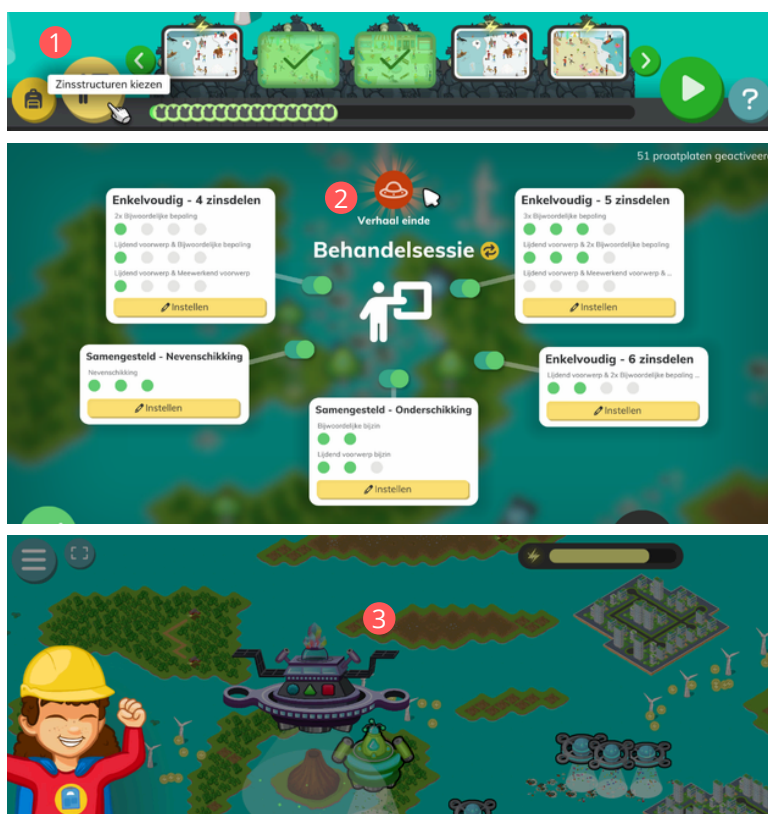 1
Zinsstructuren kiezen
?
51 praatplaten geactiveer
2
Verhaal einde
Behandelsessie
Enkelvoudig - 4 zinsdelen
2x Bijwoordelijke bepaling
Lijdend voorwerp & Bijwoordelijke bepaling
Lijdend voorwerp & Meewerkend voorwerp
Instellen
Enkelvoudig - 5 zinsdelen
3x Bijwoordelijke bepaling
Lijdend voorwerp & 2x Bijwoordelijke bepaling
Lijdend voorwerp & Meewerkend voorwerp & ...
Instellen
Samengesteld - Nevenschikking
Nevenschikking
Instellen
Enkelvoudig - 6 zinsdelen
Lijdend voorwerp & 2x Bijwoordelijke bepaling ...
Instellen
Samengesteld - Onderschikking
Bijwoordelijke bijzin
Lijdend voorwerp bijzin
Instellen
3